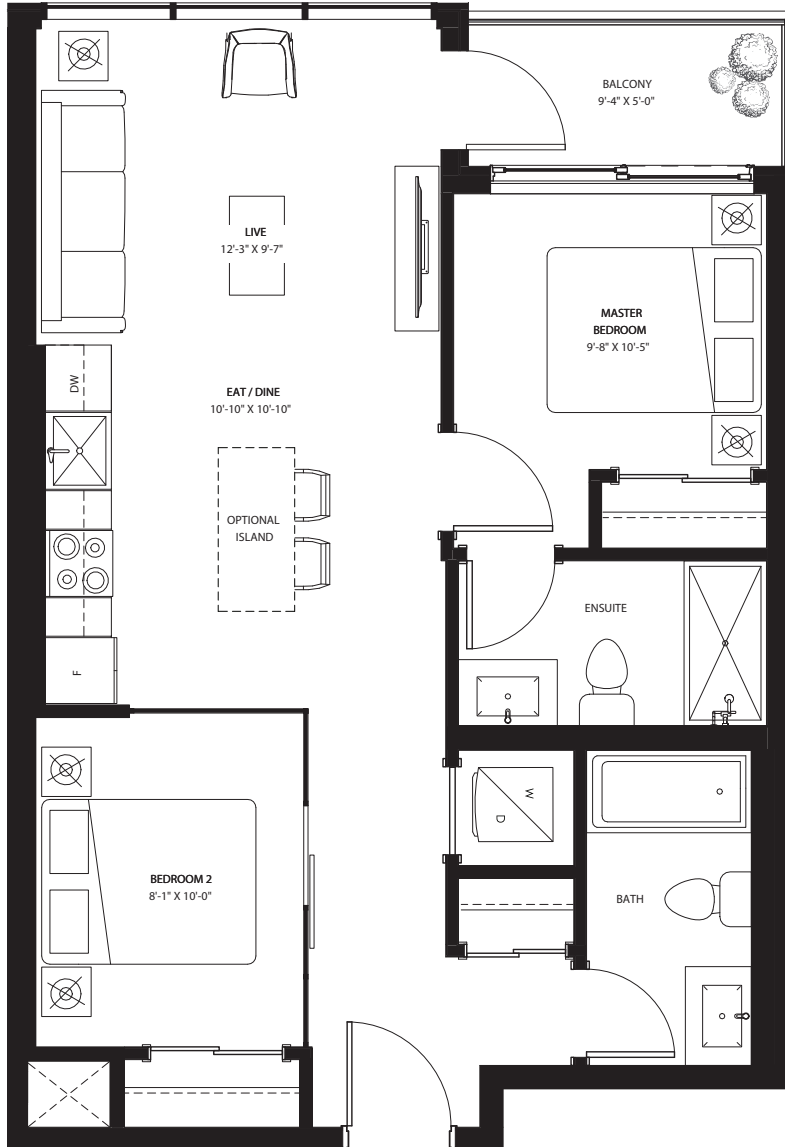 BALCONY
9'-4" X 5'-0"
LIVE
12'-3" X 9'-7"
MASTER
BEDROOM
9'-8" X 10'-5"
DW
EAT / DINE
10'-10" X 10'-10"
OPTIONAL
ISLAND
ENSUITE
F
W
D
BEDROOM 2
8'-1" X 10'-0"
BATH